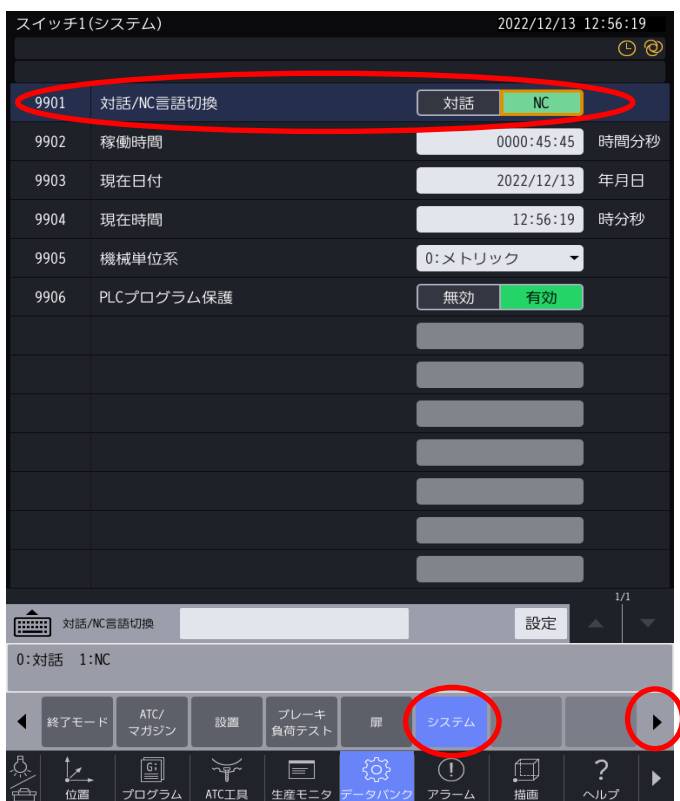 スイッチ1(システム) 2022/12/13 12:56:19
9901 対話/NC言語切換 対話 NC
9902 稼働時間 0000:45:45 時間分秒
9903 現在日付 2022/12/13 年月日
9904 現在時間 12:56:19 時分秒
9905 機械単位系 0:メトリック
9906 PLCプログラム保護 無効 有効
1/1
対話/NC言語切換 設定
0:対話 1:NC
終了モード ATC/マガジン 設置 ブレーキ負荷テスト 扉 システム
位置 プログラム ATC工具 生産モニタ データバンク アラーム 描画 ヘルプ